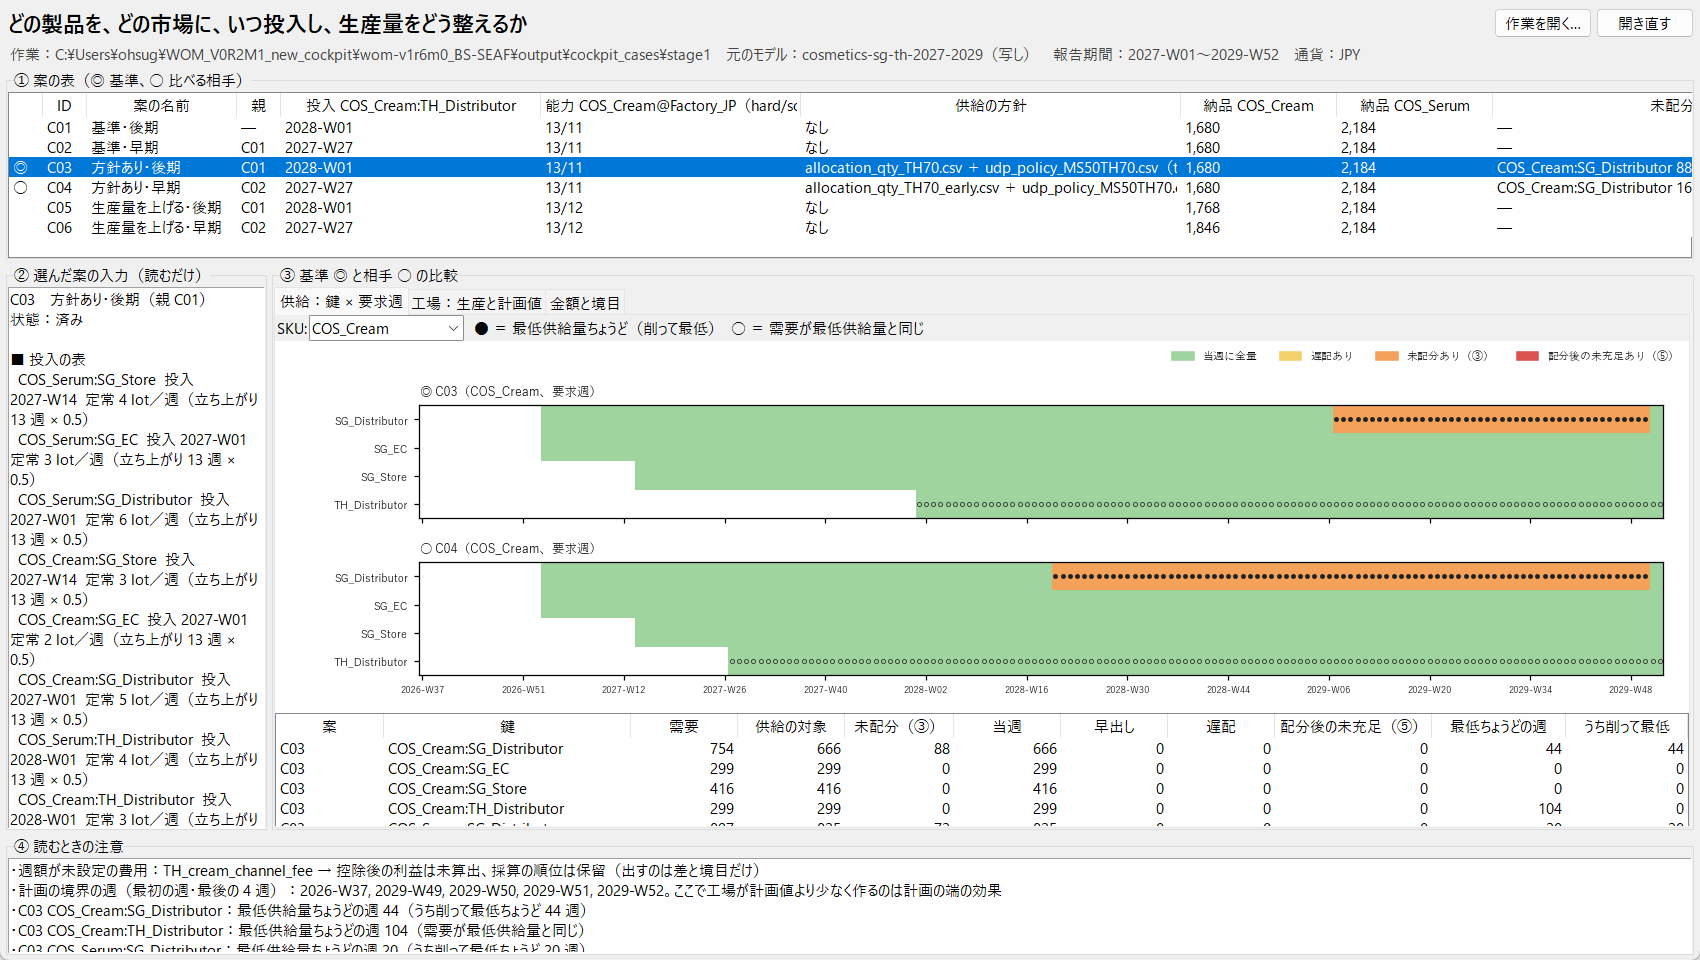 どの製品を、どの市場に、いつ投入し、生産量をどう整えるか
作業を開く...
開き直す
作業：C:¥Users¥ohsug¥WOM_V0R2M1_new_cockpit¥wom-v1r6m0_BS-SEAF¥output¥cockpit_cases¥stage1　元のモデル：cosmetics-sg-th-2027-2029（写し）　報告期間：2027-W01～2029-W52　通貨：JPY
① 案の表（◎ 基準、○ 比べる相手）
ID 案の名前 親 投入 COS_Cream:TH_Distributor 能力 COS_Cream@Factory_JP（hard/sc 供給の方針 納品 COS_Cream 納品 COS_Serum 未配分
C01 基準・後期 — 2028-W01 13/11 なし 1,680 2,184 —
C02 基準・早期 C01 2027-W27 13/11 なし 1,680 2,184 —
◎ C03 方針あり・後期 C01 2028-W01 13/11 allocation_qty_TH70.csv ＋ udp_policy_MS50TH70.csv（t 1,680 2,184 COS_Cream:SG_Distributor 88
○ C04 方針あり・早期 C02 2027-W27 13/11 allocation_qty_TH70_early.csv ＋ udp_policy_MS50TH70.c 1,680 2,184 COS_Cream:SG_Distributor 16
C05 生産量を上げる・後期 C01 2028-W01 13/12 なし 1,768 2,184 —
C06 生産量を上げる・早期 C02 2027-W27 13/12 なし 1,846 2,184 —
② 選んだ案の入力（読むだけ）
C03　方針あり・後期（親 C01）
状態：済み
■ 投入の表
COS_Serum:SG_Store 投入
2027-W14 定常 4 lot／週（立ち上がり
13 週 × 0.5）
COS_Serum:SG_EC 投入 2027-W01
定常 3 lot／週（立ち上がり 13 週 ×
0.5）
COS_Serum:SG_Distributor 投入
2027-W01 定常 6 lot／週（立ち上がり
13 週 × 0.5）
COS_Cream:SG_Store 投入
2027-W14 定常 3 lot／週（立ち上がり
13 週 × 0.5）
COS_Cream:SG_EC 投入 2027-W01
定常 2 lot／週（立ち上がり 13 週 ×
0.5）
COS_Cream:SG_Distributor 投入
2027-W01 定常 5 lot／週（立ち上がり
13 週 × 0.5）
COS_Serum:TH_Distributor 投入
2028-W01 定常 4 lot／週（立ち上がり
13 週 × 0.5）
COS_Cream:TH_Distributor 投入
2028-W01 定常 3 lot／週（立ち上がり
③ 基準 ◎ と相手 ○ の比較
供給：鍵 × 要求週 工場：生産と計画値 金額と境目
SKU: COS_Cream ● ＝ 最低供給量ちょうど（削って最低） ○ ＝ 需要が最低供給量と同じ
当週に全量 遅配あり 未配分あり（③） 配分後の未充足あり（⑤）
◎ C03（COS_Cream、要求週）
SG_Distributor
SG_EC
SG_Store
TH_Distributor
○ C04（COS_Cream、要求週）
SG_Distributor
SG_EC
SG_Store
TH_Distributor
2026-W37 2026-W51 2027-W12 2027-W26 2027-W40 2028-W02 2028-W16 2028-W30 2028-W44 2029-W06 2029-W20 2029-W34 2029-W48
案 鍵 需要 供給の対象 未配分（③） 当週 早出し 遅配 配分後の未充足（⑤） 最低ちょうどの週 うち削って最低
C03 COS_Cream:SG_Distributor 754 666 88 666 0 0 0 44 44
C03 COS_Cream:SG_EC 299 299 0 299 0 0 0 0 0
C03 COS_Cream:SG_Store 416 416 0 416 0 0 0 0 0
C03 COS_Cream:TH_Distributor 299 299 0 299 0 0 0 104 0
④ 読むときの注意
・週額が未設定の費用：TH_cream_channel_fee → 控除後の利益は未算出、採算の順位は保留（出すのは差と境目だけ）
・計画の境界の週（最初の週・最後の 4 週）：2026-W37, 2029-W49, 2029-W50, 2029-W51, 2029-W52。ここで工場が計画値より少なく作るのは計画の端の効果
・C03 COS_Cream:SG_Distributor：最低供給量ちょうどの週 44（うち削って最低ちょうど 44 週）
・C03 COS_Cream:TH_Distributor：最低供給量ちょうどの週 104（需要が最低供給量と同じ）
・C03 COS_Serum:SG_Distributor：最低供給量ちょうどの週 20（うち削って最低ちょうど 20 週）